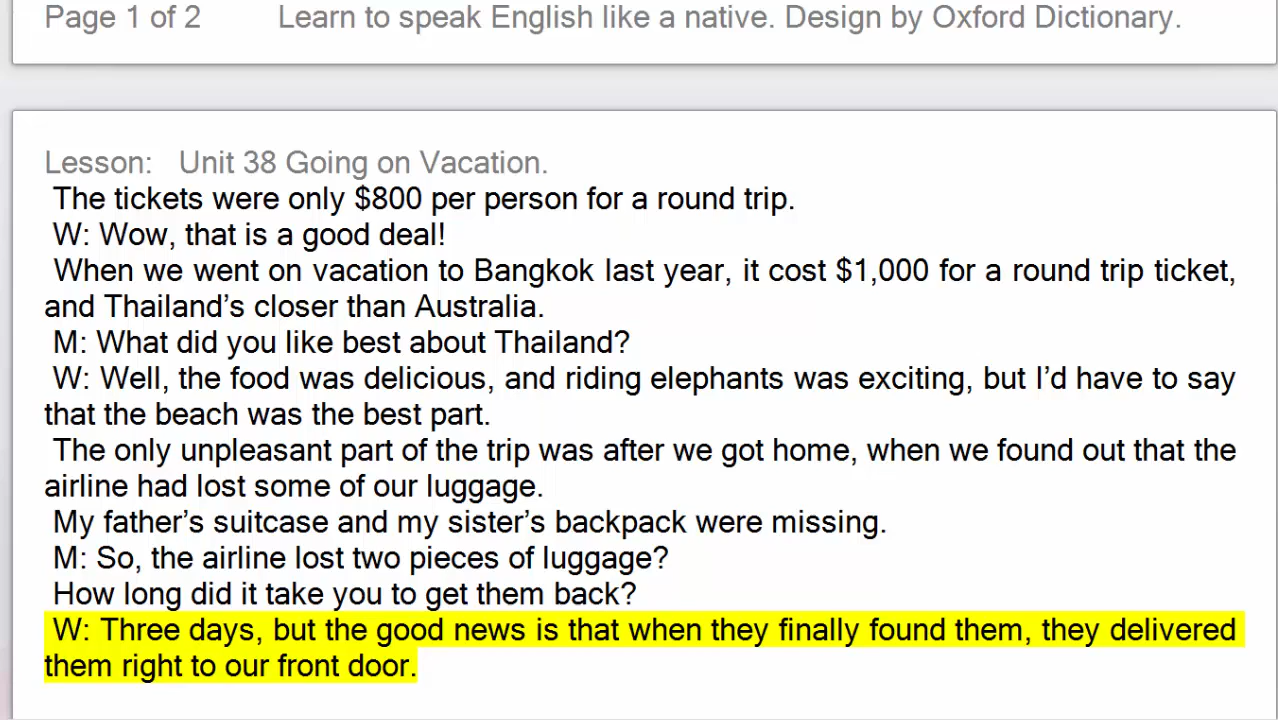 Page 1 of 2 Learn to speak English like a native. Design by Oxford Dictionary.
Lesson: Unit 38 Going on Vacation.
The tickets were only $800 per person for a round trip.
W: Wow, that is a good deal!
When we went on vacation to Bangkok last year, it cost $1,000 for a round trip ticket,
and Thailand’s closer than Australia.
M: What did you like best about Thailand?
W: Well, the food was delicious, and riding elephants was exciting, but I’d have to say
that the beach was the best part.
The only unpleasant part of the trip was after we got home, when we found out that the
airline had lost some of our luggage.
My father’s suitcase and my sister’s backpack were missing.
M: So, the airline lost two pieces of luggage?
How long did it take you to get them back?
W: Three days, but the good news is that when they finally found them, they delivered
them right to our front door.